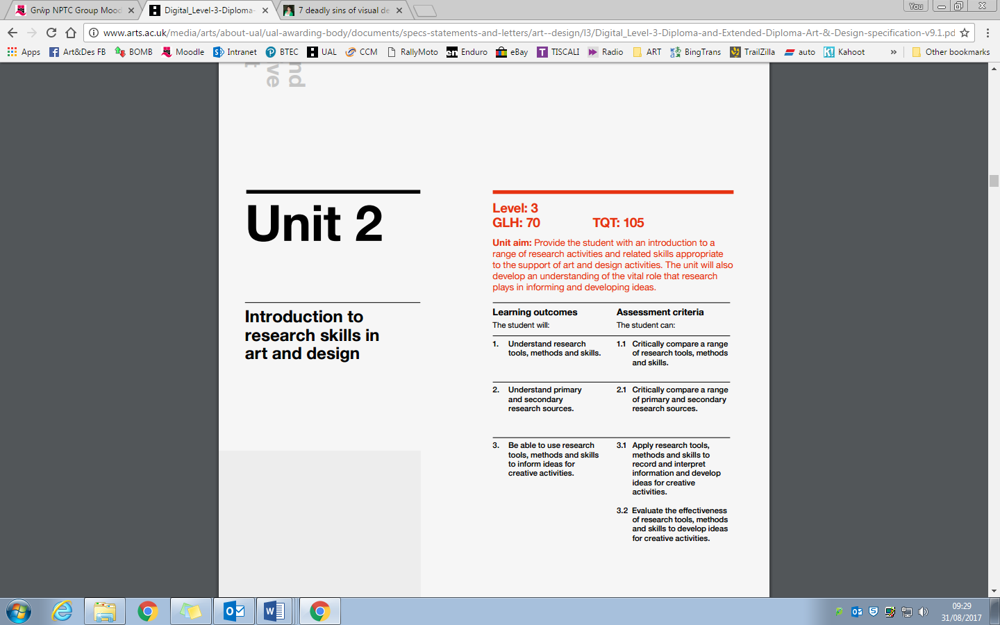 Grŵp NPTC Group Mood
Digital_Level-3-Diploma-
7 deadly sins of visual de
You
www.arts.ac.uk/media/arts/about-ual/ual-awarding-body/documents/specs-statements-and-letters/art--design/l3/Digital_Level-3-Diploma-and-Extended-Diploma-Art-&-Design-specification-v9.1.pd
Apps Art&Des FB BOMB Moodle Intranet BTEC UAL CCM RallyMoto Enduro eBay TISCALI Radio ART BingTrans TrailZilla auto Kahoot » Other bookmarks
nd
ve
t
Unit 2
Introduction to
research skills in
art and design
Level: 3
GLH: 70 TQT: 105
Unit aim: Provide the student with an introduction to a
range of research activities and related skills appropriate
to the support of art and design activities. The unit will also
develop an understanding of the vital role that research
plays in informing and developing ideas.
Learning outcomes
The student will:
Assessment criteria
The student can:
1. Understand research
tools, methods and skills.
1.1 Critically compare a range
of research tools, methods
and skills.
2. Understand primary
and secondary
research sources.
2.1 Critically compare a range
of primary and secondary
research sources.
3. Be able to use research
tools, methods and skills
to inform ideas for
creative activities.
3.1 Apply research tools,
methods and skills to
record and interpret
information and develop
ideas for creative
activities.
3.2 Evaluate the effectiveness
of research tools, methods
and skills to develop ideas
for creative activities.
09:29
31/08/2017